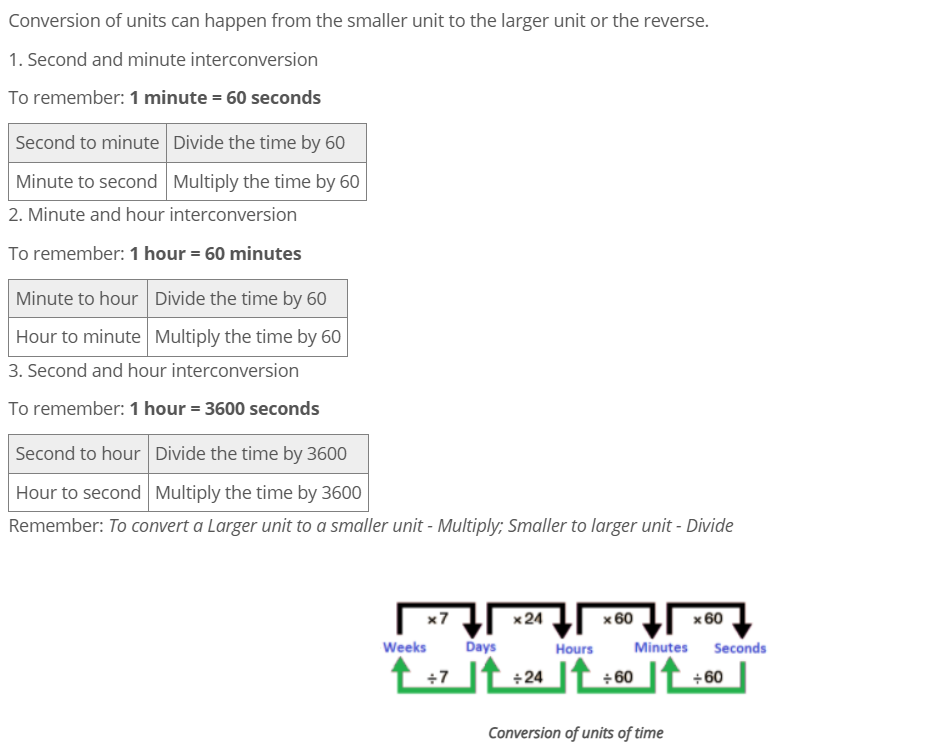 Conversion of units can happen from the smaller unit to the larger unit or the reverse.
1. Second and minute interconversion
To remember: 1 minute = 60 seconds
Second to minute Divide the time by 60
Minute to second Multiply the time by 60
2. Minute and hour interconversion
To remember: 1 hour = 60 minutes
Minute to hour Divide the time by 60
Hour to minute Multiply the time by 60
3. Second and hour interconversion
To remember: 1 hour = 3600 seconds
Second to hour Divide the time by 3600
Hour to second Multiply the time by 3600
Remember: To convert a Larger unit to a smaller unit - Multiply; Smaller to larger unit - Divide
x7 x24 x60 x60
Weeks Days Hours Minutes Seconds
÷7 ÷24 ÷60 ÷60
Conversion of units of time